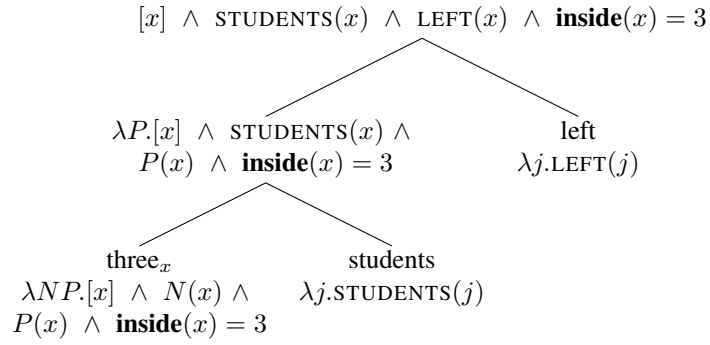 [x] ∧ STUDENTS(x) ∧ LEFT(x) ∧ inside(x) = 3
λP.[x] ∧ STUDENTS(x) ∧
P(x) ∧ inside(x) = 3
left
λj.LEFT(j)
three_x
λNP.[x] ∧ N(x) ∧
P(x) ∧ inside(x) = 3
students
λj.STUDENTS(j)